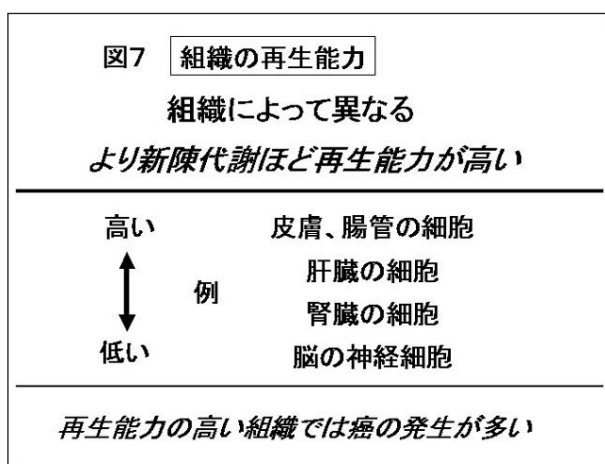 図7 組織の再生能力
組織によって異なる
より新陳代謝ほど再生能力が高い
高い 皮膚、腸管の細胞
肝臓の細胞
例
腎臓の細胞
低い 脳の神経細胞
再生能力の高い組織では癌の発生が多い